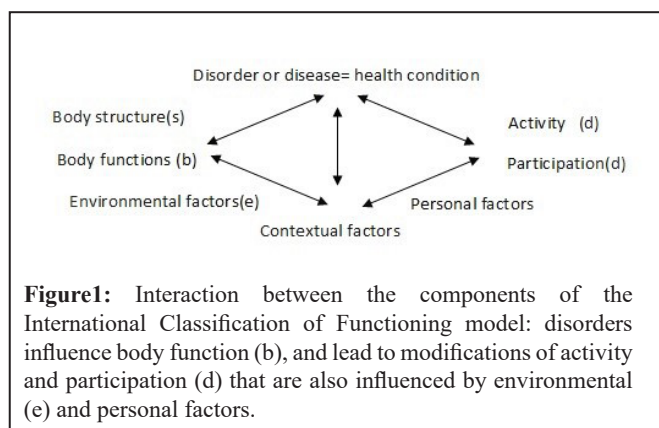 Disorder or disease= health condition
Body structure(s)
Activity (d)
Body functions (b)
Participation(d)
Environmental factors(e)
Personal factors
Contextual factors
Figure1: Interaction between the components of the
International Classification of Functioning model: disorders
influence body function (b), and lead to modifications of activity
and participation (d) that are also influenced by environmental
(e) and personal factors.